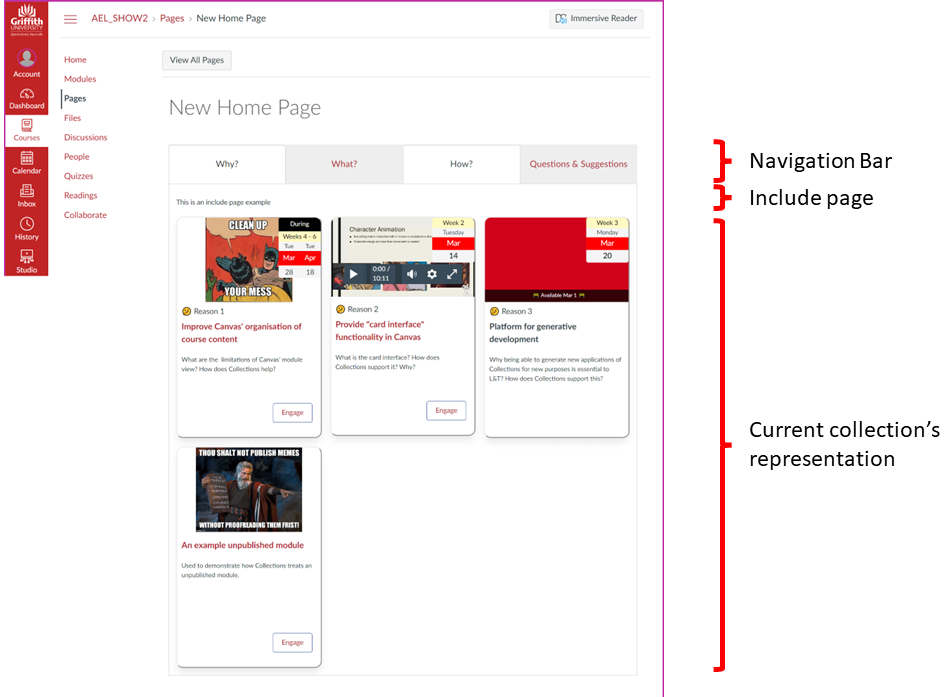 Griffith
UNIVERSITY
Queensland, Australia
AEL_SHOW2 › Pages › New Home Page
Immersive Reader
Account
Dashboard
Courses
Calendar
Inbox
History
Studio
Home
Modules
Pages
Files
Discussions
People
Quizzes
Readings
Collaborate
View All Pages
New Home Page
Why?
What?
How?
Questions & Suggestions
This is an include page example
CLEAN UP
YOUR MESS
During
Weeks 4 - 6
Tue Tue
Mar Apr
28 18
Reason 1
Improve Canvas' organisation of
course content
What are the limitations of Canvas' module
view? How does Collections help?
Engage
Character Animation
0:00 /
10:11
Week 2
Tuesday
Mar
14
Reason 2
Provide "card interface"
functionality in Canvas
What is the card interface? How does
Collections support it? Why?
Engage
Week 3
Monday
Mar
20
Available Mar 1
Reason 3
Platform for generative
development
Why being able to generate new applications of
Collections for new purposes is essential to
L&T? How does Collections support this?
THOU SHALT NOT PUBLISH MEMES
WITHOUT PROOFREADING THEM FRIST!
An example unpublished module
Used to demonstrate how Collections treats an
unpublished module.
Engage
Navigation Bar
Include page
Current collection's
representation